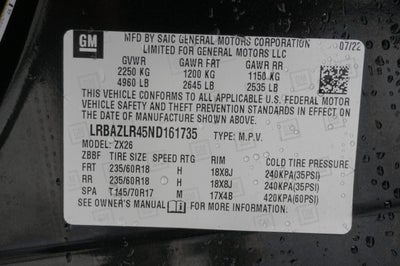 GM
MFD BY SAIC GENERAL MOTORS CORPORATION
LIMITED FOR GENERAL MOTORS LLC
07/22
GVWR GAWR FRT GAWR RR
2250 KG 1200 KG 1150 KG
4960 LB 2645 LB 2535 LB
THIS VEHICLE CONFORMS TO ALL APPLICABLE U.S. FEDERAL MOTOR
VEHICLE SAFETY AND THEFT PREVENTION STANDARDS IN EFFECT ON
THE DATE OF MANUFACTURE SHOWN ABOVE.
LRBAZLR45ND161735 TYPE: M.P.V.
MODEL: ZX26
ZBBF TIRE SIZE SPEED RTG RIM COLD TIRE PRESSURE
FRT 235/60R18 H 18X8J 240KPA(35PSI)
RR 235/60R18 H 18X8J 240KPA(35PSI)
SPA T145/70R17 M 17X4B 420KPA(60PSI)
SEE OWNER'S MANUAL FOR MORE INFORMATION